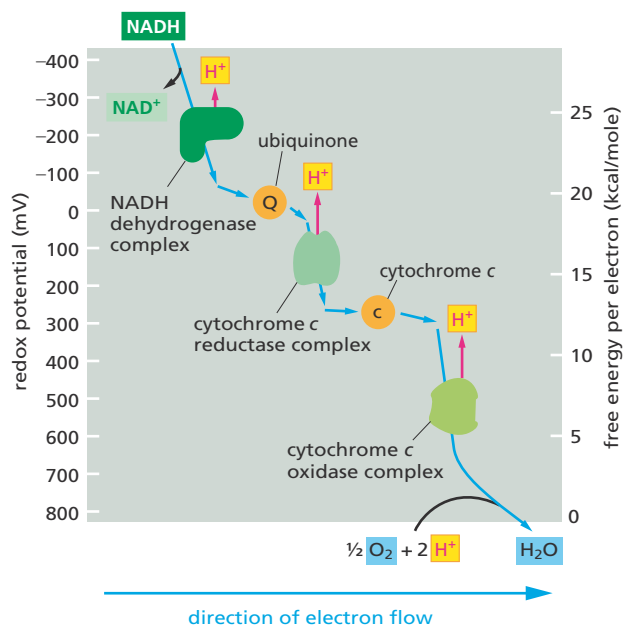 NADH
−400
−300
−200
−100
0
100
200
300
400
500
600
700
800
redox potential (mV)
NAD+
H+
NADH
dehydrogenase
complex
ubiquinone
Q
H+
cytochrome c
reductase complex
cytochrome c
c
H+
cytochrome c
oxidase complex
½ O2 + 2 H+
H2O
25
20
15
10
5
0
free energy per electron (kcal/mole)
direction of electron flow